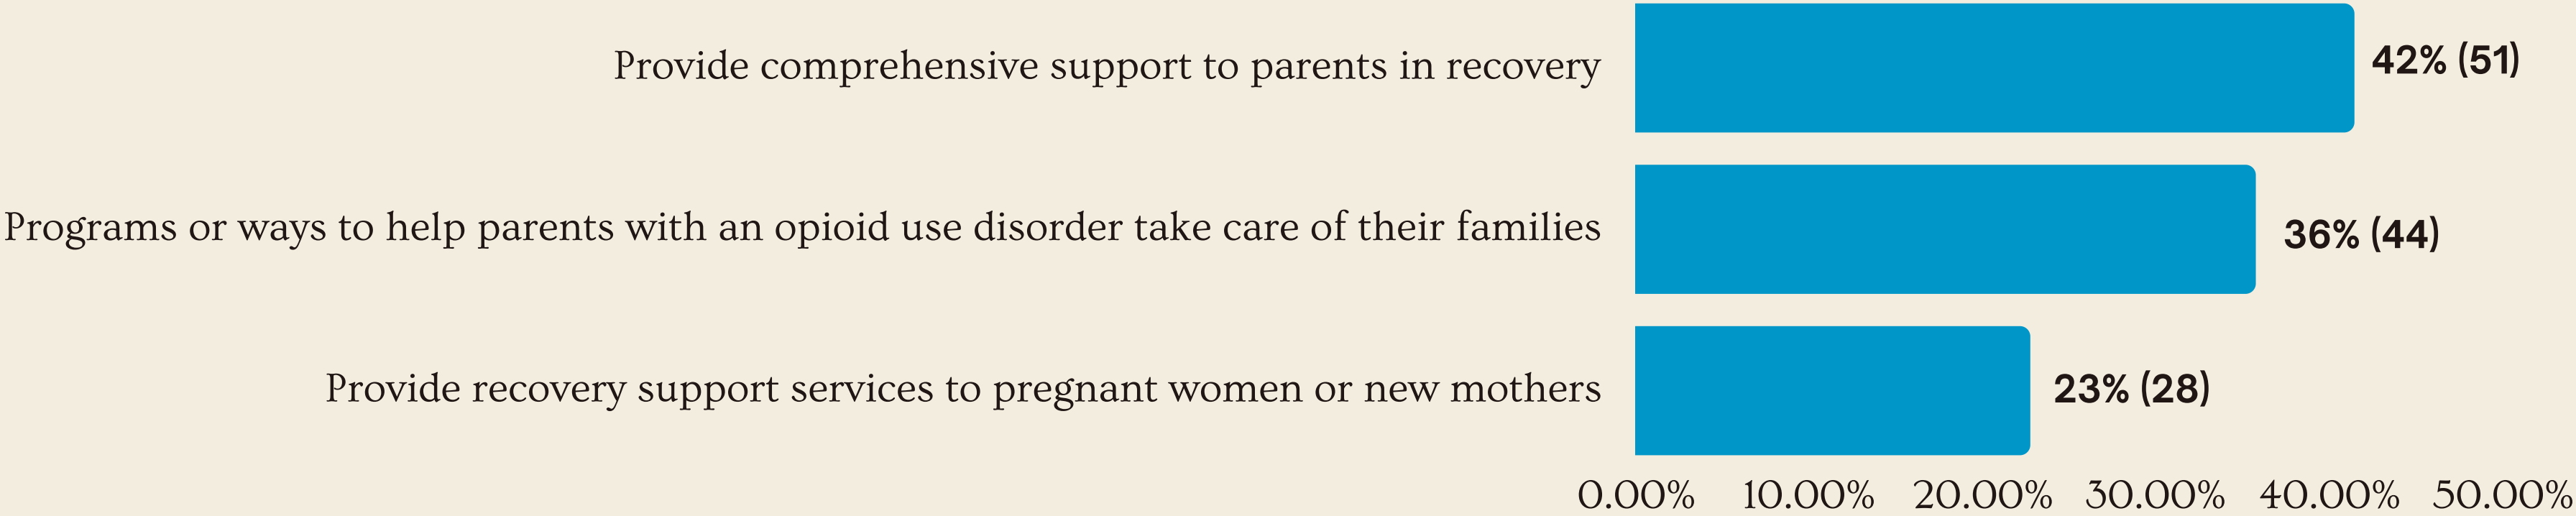 Provide comprehensive support to parents in recovery
42% (51)
Programs or ways to help parents with an opioid use disorder take care of their families
36% (44)
Provide recovery support services to pregnant women or new mothers
23% (28)
0.00% 10.00% 20.00% 30.00% 40.00% 50.00%